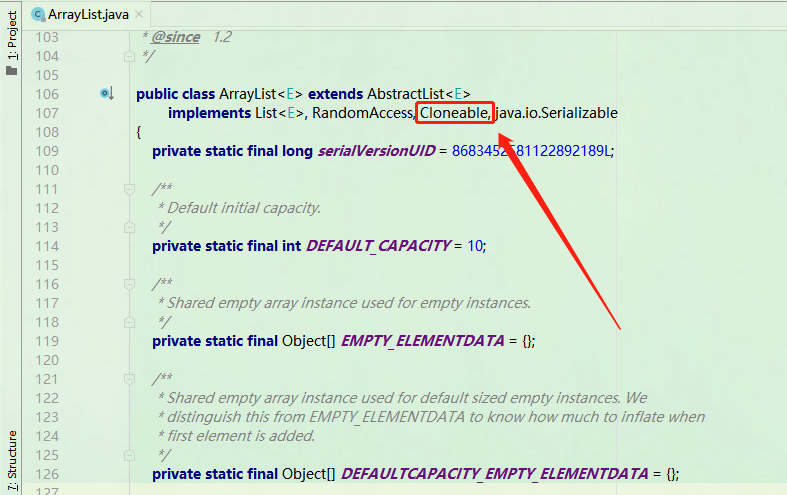 1: Project
ArrayList.java
103 * @since 1.2
104 */
105
106 public class ArrayList<E> extends AbstractList<E>
107 implements List<E>, RandomAccess, Cloneable, java.io.Serializable
108 {
109 private static final long serialVersionUID = 8683452581122892189L;
110
111 /**
112 * Default initial capacity.
113 */
114 private static final int DEFAULT_CAPACITY = 10;
115
116 /**
117 * Shared empty array instance used for empty instances.
118 */
119 private static final Object[] EMPTY_ELEMENTDATA = {};
120
121 /**
122 * Shared empty array instance used for default sized empty instances. We
123 * distinguish this from EMPTY_ELEMENTDATA to know how much to inflate when
124 * first element is added.
125 */
126 private static final Object[] DEFAULTCAPACITY_EMPTY_ELEMENTDATA = {};
127
7: Structure